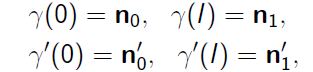 γ(0) = n₀, γ(l) = n₁,
γ′(0) = n′₀, γ′(l) = n′₁,